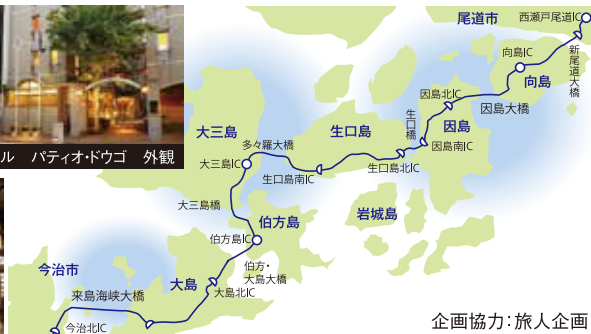 尾道市
西瀬戸尾道IC
新尾道大橋
向島IC
向島
因島北IC
因島大橋
因島
生口橋
因島南IC
大三島
多々羅大橋
生口島
大三島IC
生口島南IC
生口島北IC
大三島橋
伯方島
岩城島
伯方島IC
伯方・
大島大橋
今治市
大島
来島海峡大橋
大島北IC
今治北IC
ル パティオ・ドウゴ 外観
企画協力：旅人企画